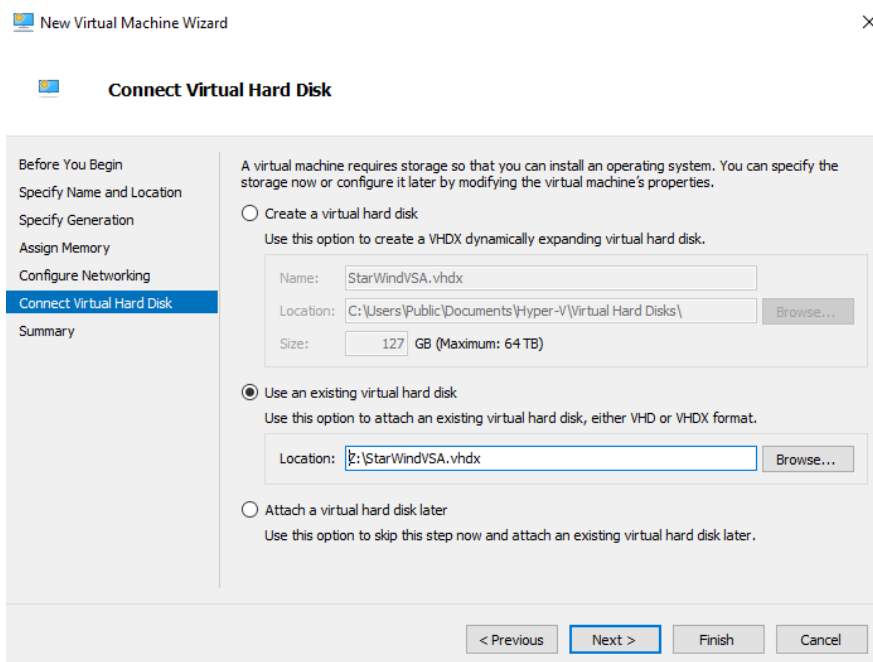 New Virtual Machine Wizard
Connect Virtual Hard Disk
Before You Begin
Specify Name and Location
Specify Generation
Assign Memory
Configure Networking
Connect Virtual Hard Disk
Summary
A virtual machine requires storage so that you can install an operating system. You can specify the
storage now or configure it later by modifying the virtual machine's properties.
Create a virtual hard disk
Use this option to create a VHDX dynamically expanding virtual hard disk.
Name: StarWindVSA.vhdx
Location: C:\Users\Public\Documents\Hyper-V\Virtual Hard Disks\ Browse...
Size: 127 GB (Maximum: 64 TB)
Use an existing virtual hard disk
Use this option to attach an existing virtual hard disk, either VHD or VHDX format.
Location: Z:\StarWindVSA.vhdx Browse...
Attach a virtual hard disk later
Use this option to skip this step now and attach an existing virtual hard disk later.
< Previous Next > Finish Cancel